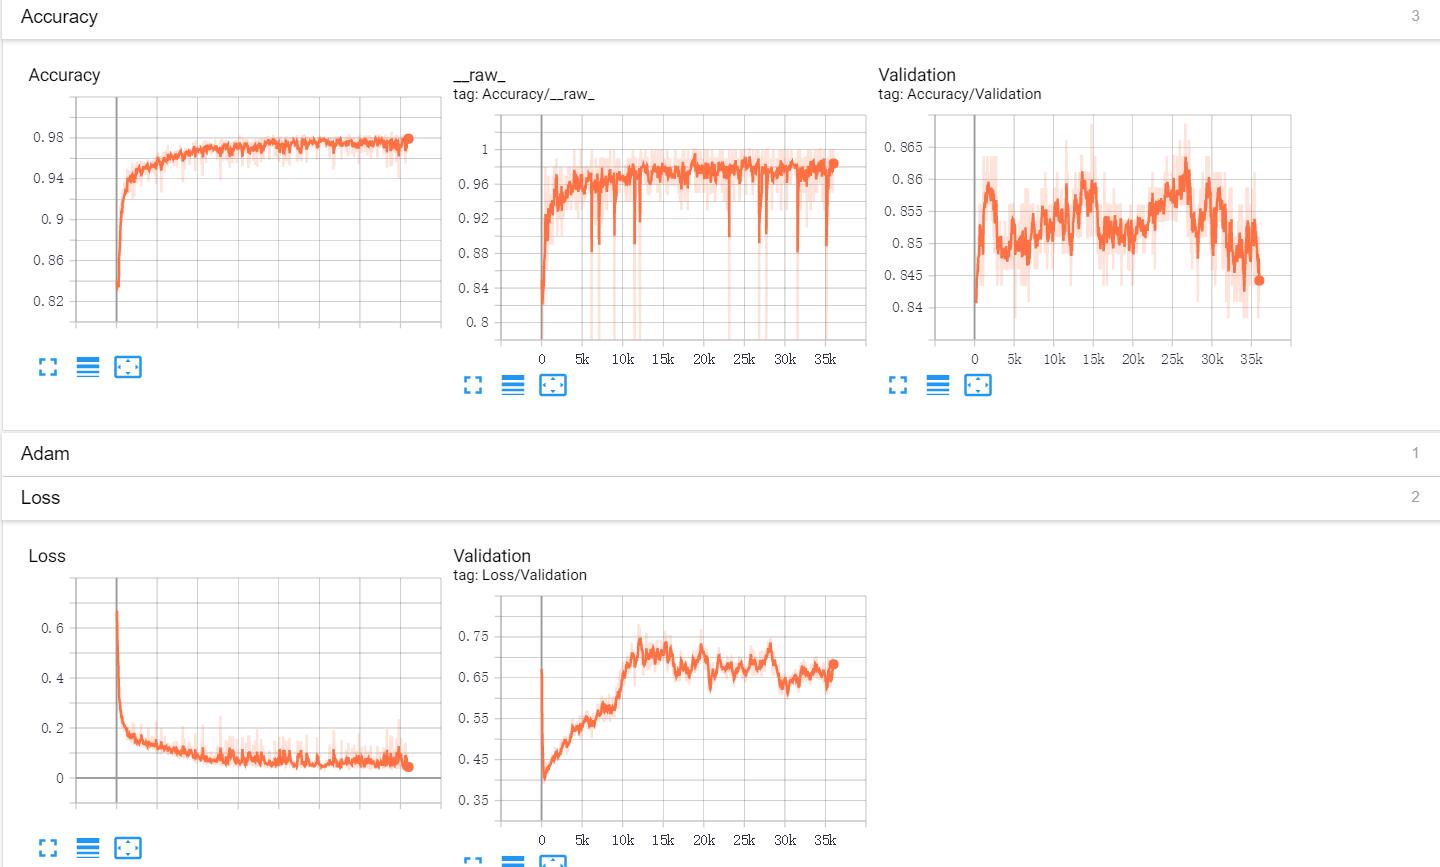 Accuracy 3
Accuracy
__raw_
tag: Accuracy/__raw_
Validation
tag: Accuracy/Validation
0.98
0.94
0.9
0.86
0.82
1
0.96
0.92
0.88
0.84
0.8
0 5k 10k 15k 20k 25k 30k 35k
0.865
0.86
0.855
0.85
0.845
0.84
0 5k 10k 15k 20k 25k 30k 35k
Adam 1
Loss 2
Loss
Validation
tag: Loss/Validation
0.6
0.4
0.2
0
0.75
0.65
0.55
0.45
0.35
0 5k 10k 15k 20k 25k 30k 35k